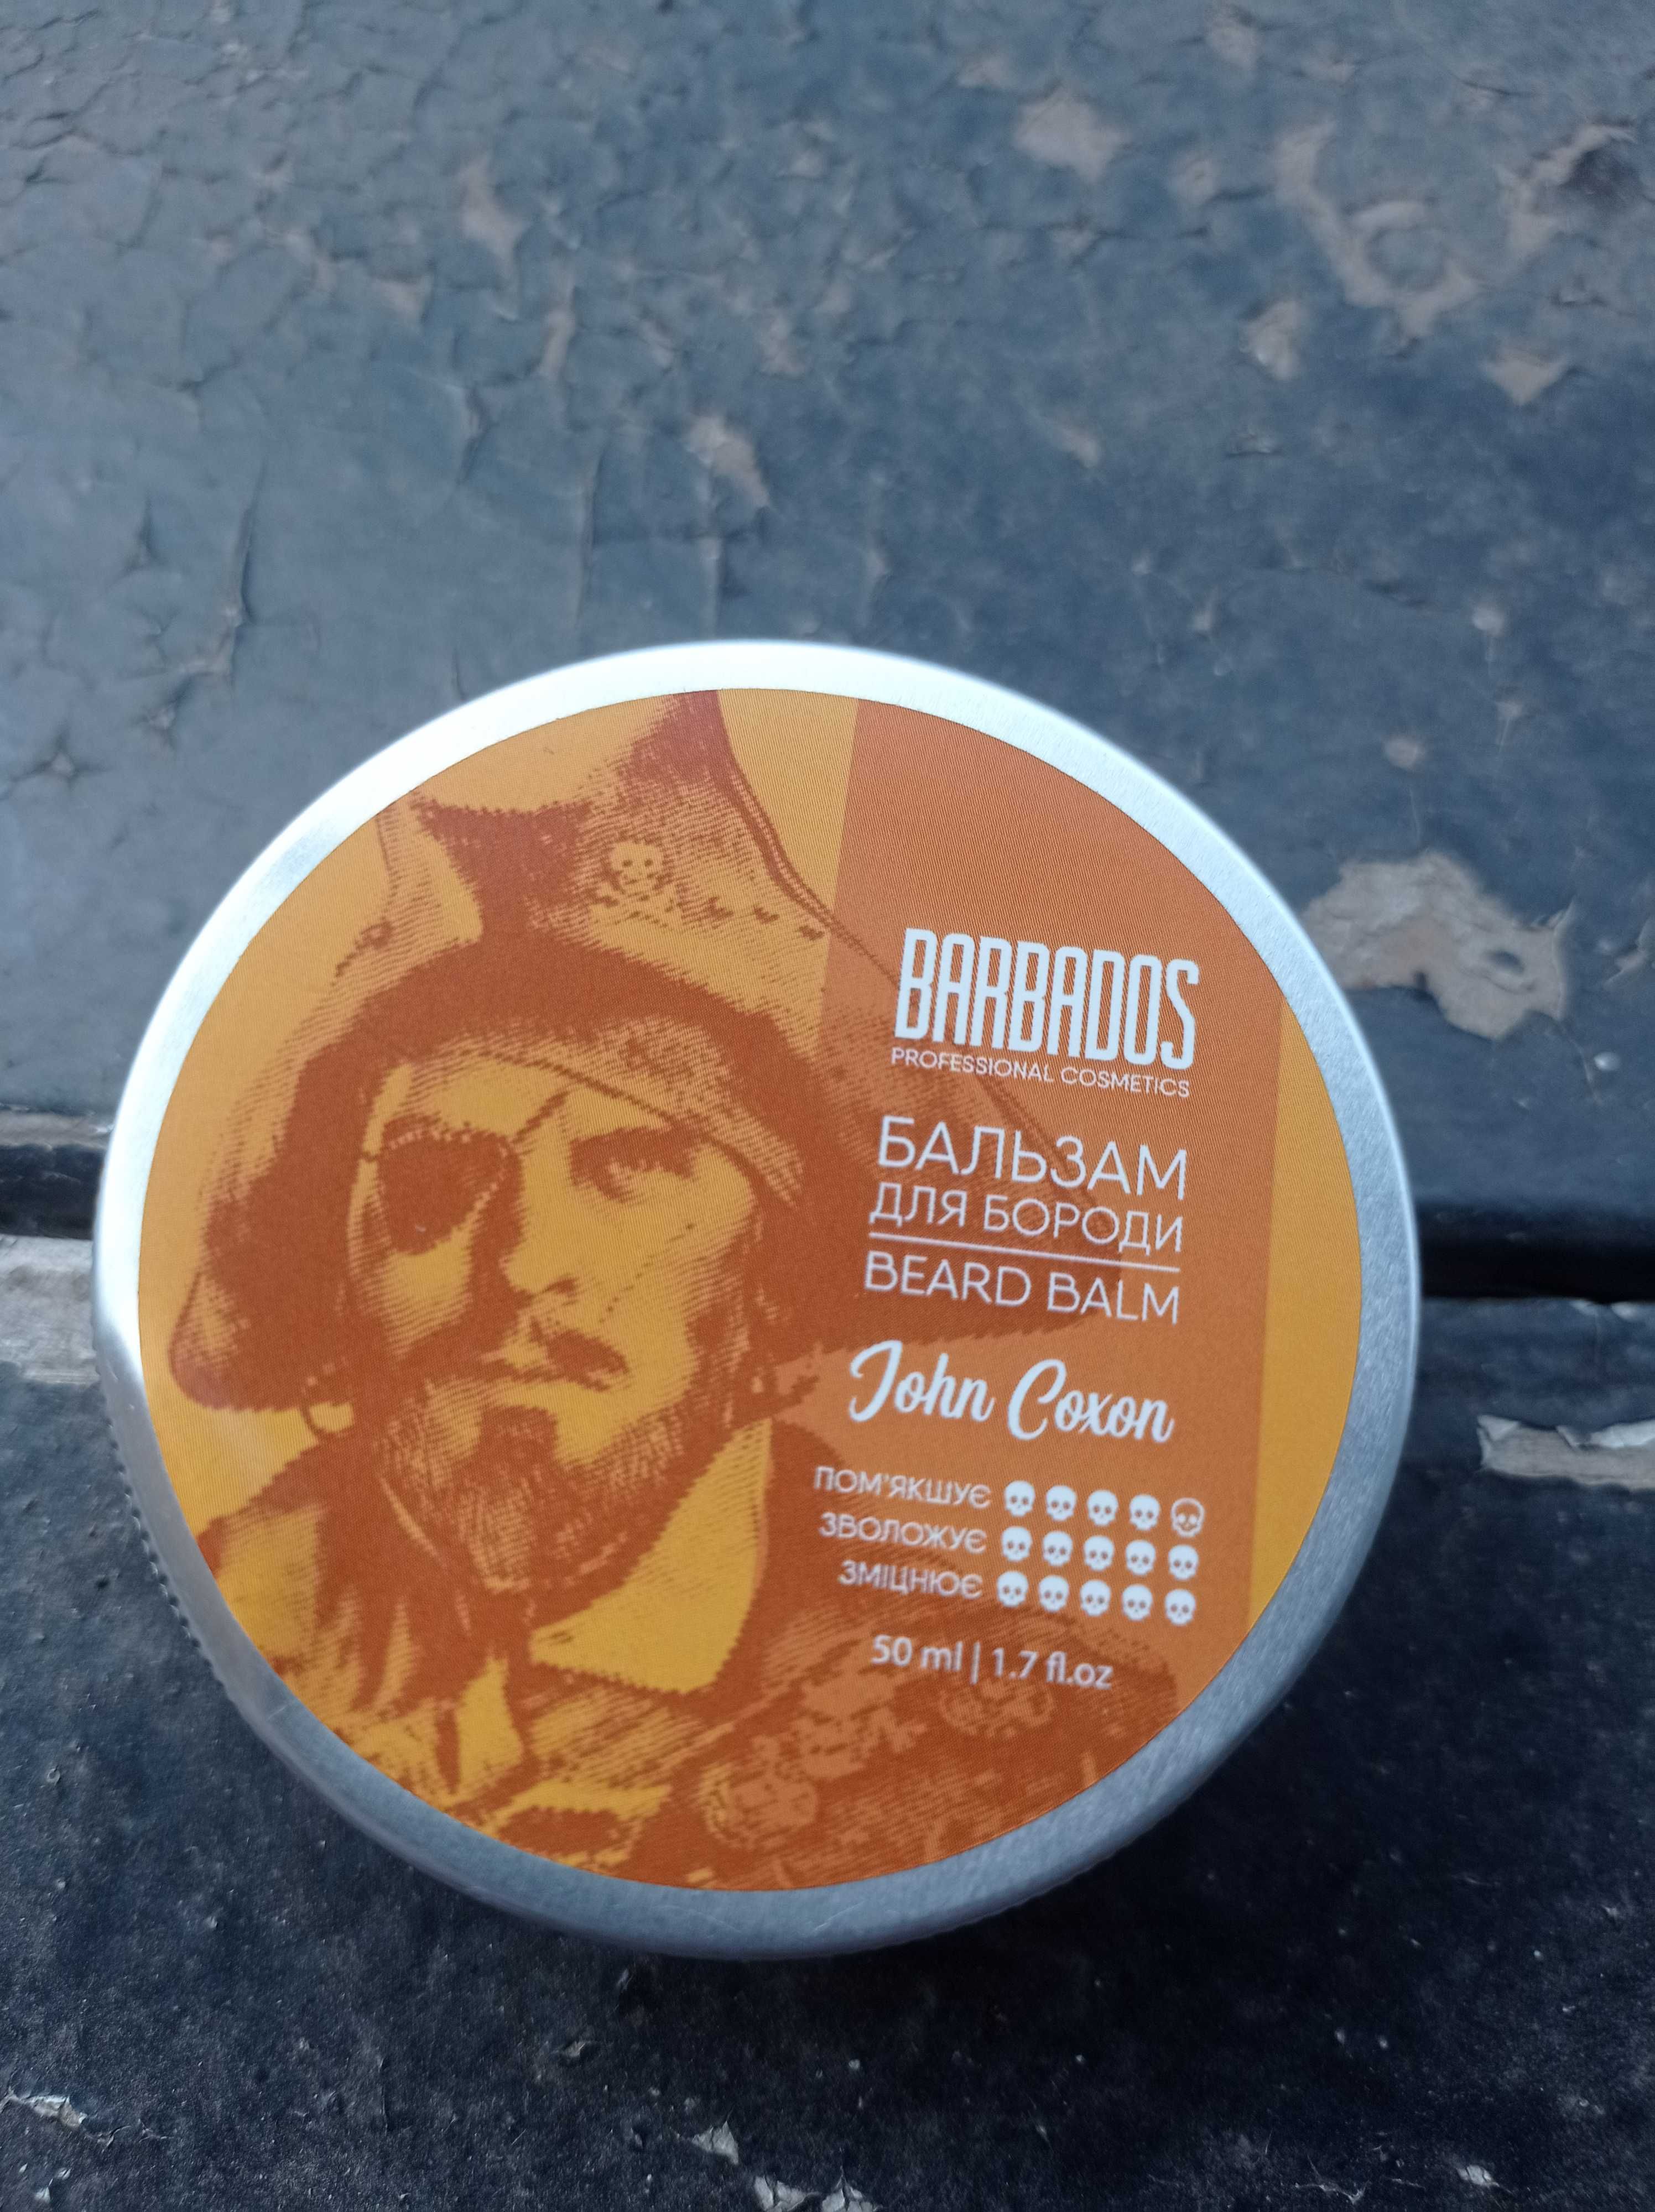 BARBADOS
PROFESSIONAL COSMETICS
БАЛЬЗАМ
ДЛЯ БОРОДИ
BEARD BALM
John Coxon
ПОМ'ЯКШУЄ
ЗВОЛОЖУЄ
ЗМІЦНЮЄ
50 ml | 1.7 fl.oz